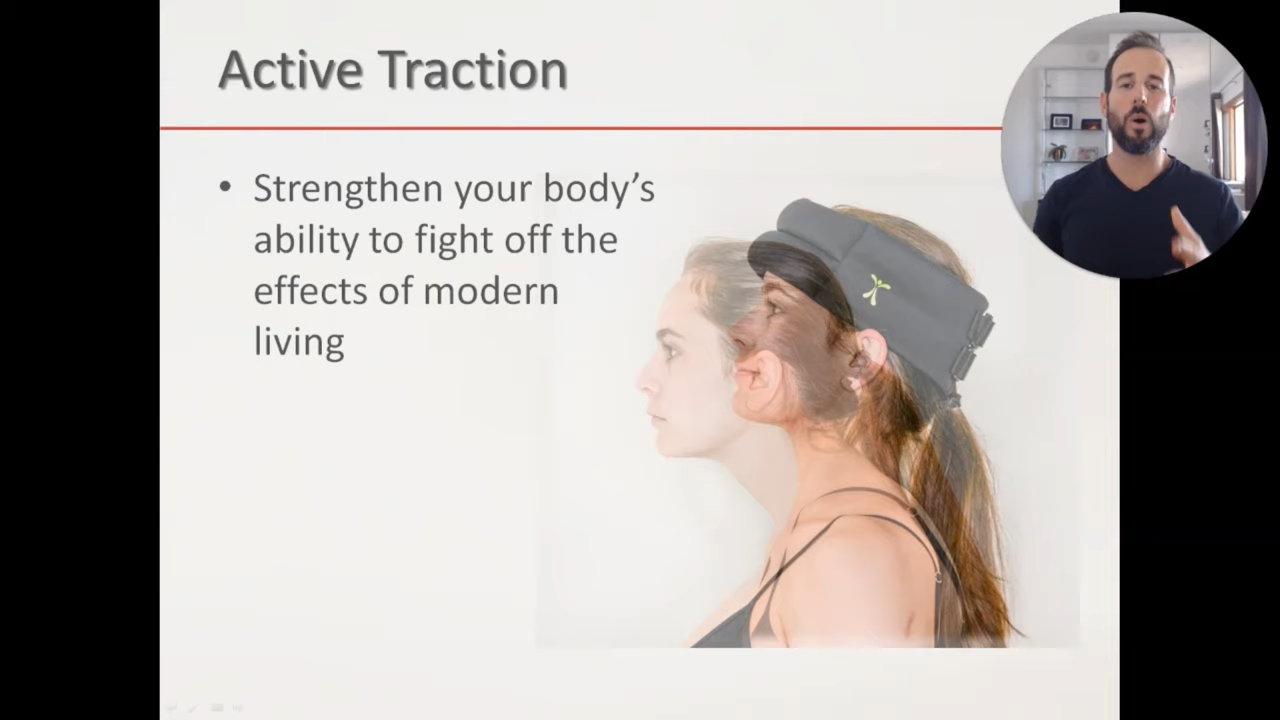 Active Traction
• Strengthen your body’s
ability to fight off the
effects of modern
living